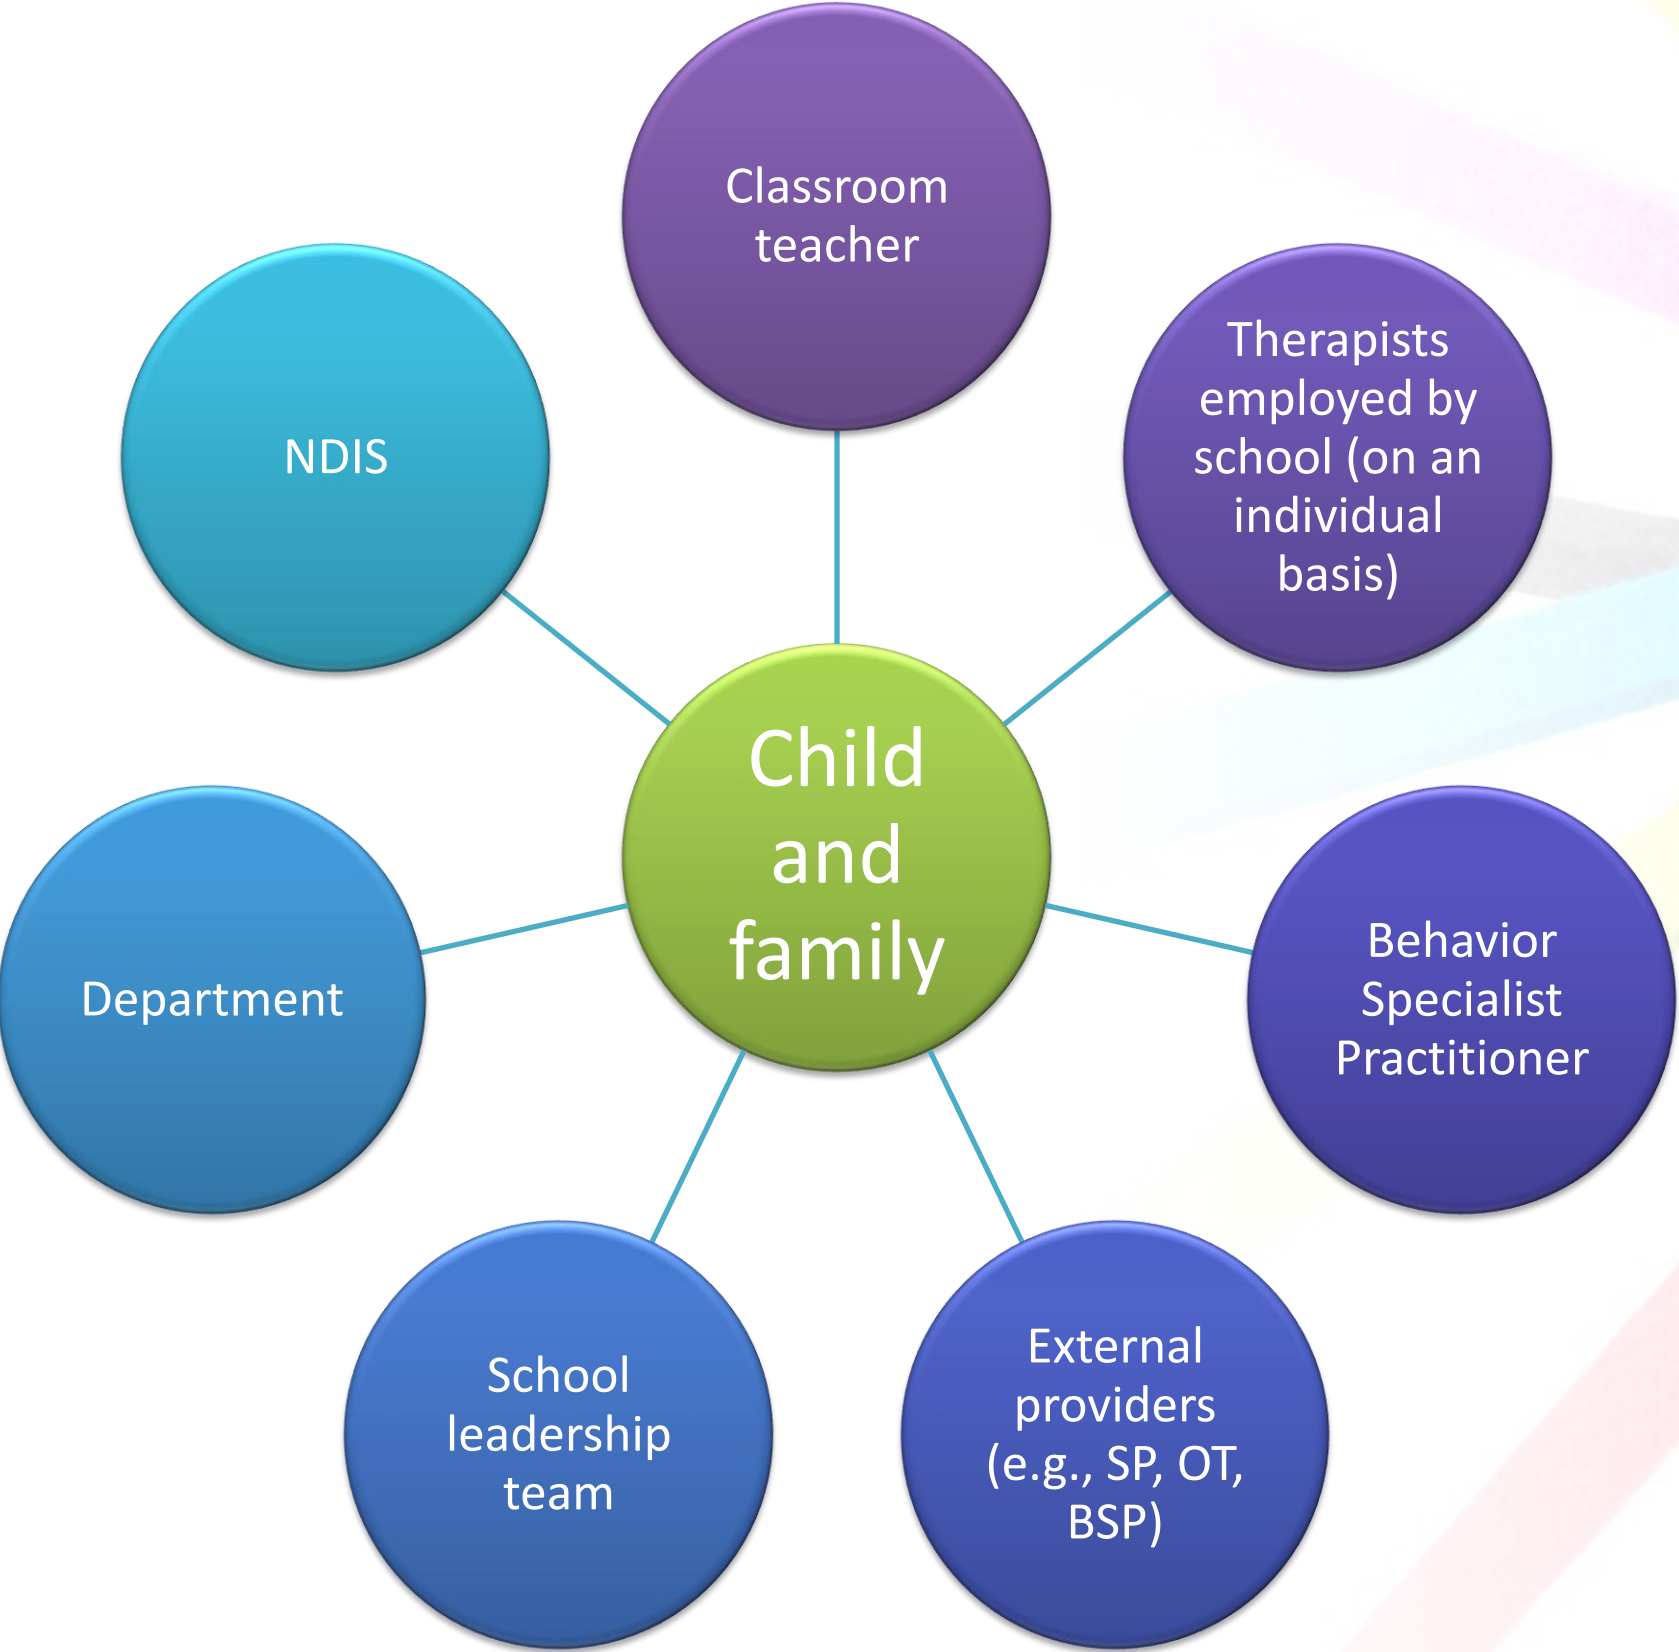 Classroom
teacher
Therapists
employed by
school (on an
individual
basis)
Behavior
Specialist
Practitioner
External
providers
(e.g., SP, OT,
BSP)
School
leadership
team
Department
NDIS
Child
and
family